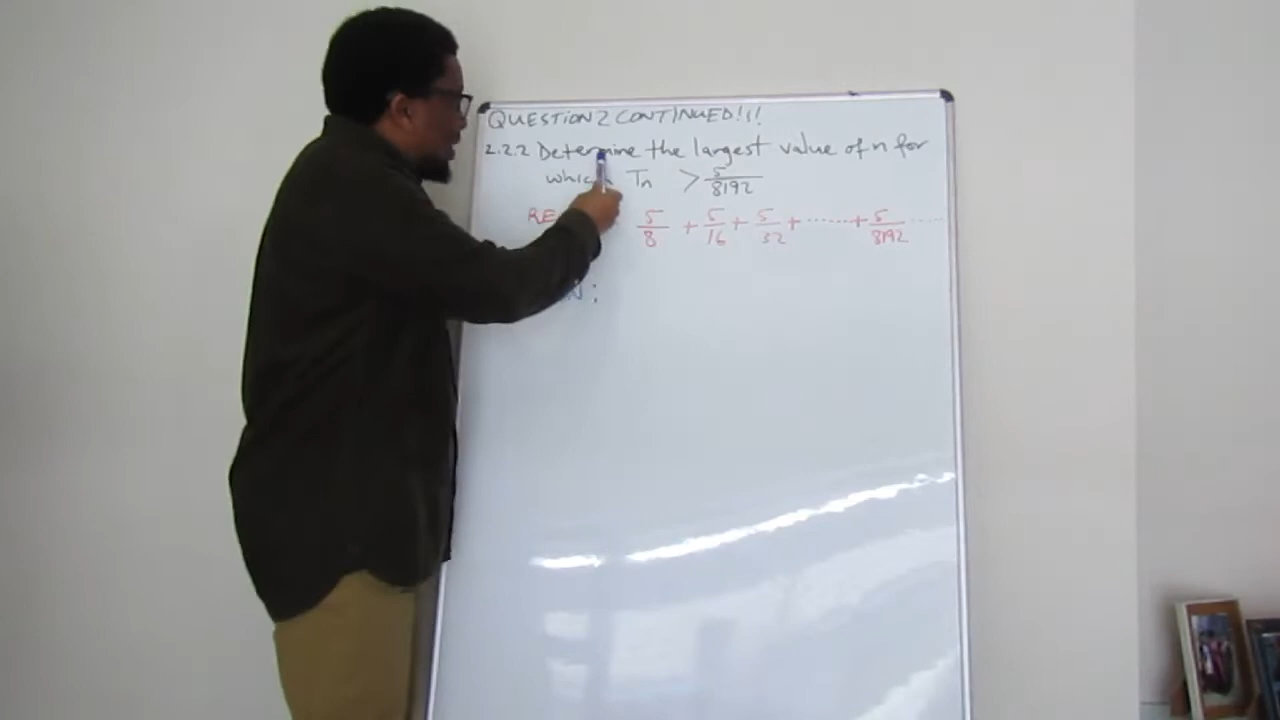 QUESTION 2 CONTINUED!!!
2.2.2 Determine the largest value of n for
which Tn > 5/8192
5/8 + 5/16 + 5/32 + ........ + 5/8192 ......
N: